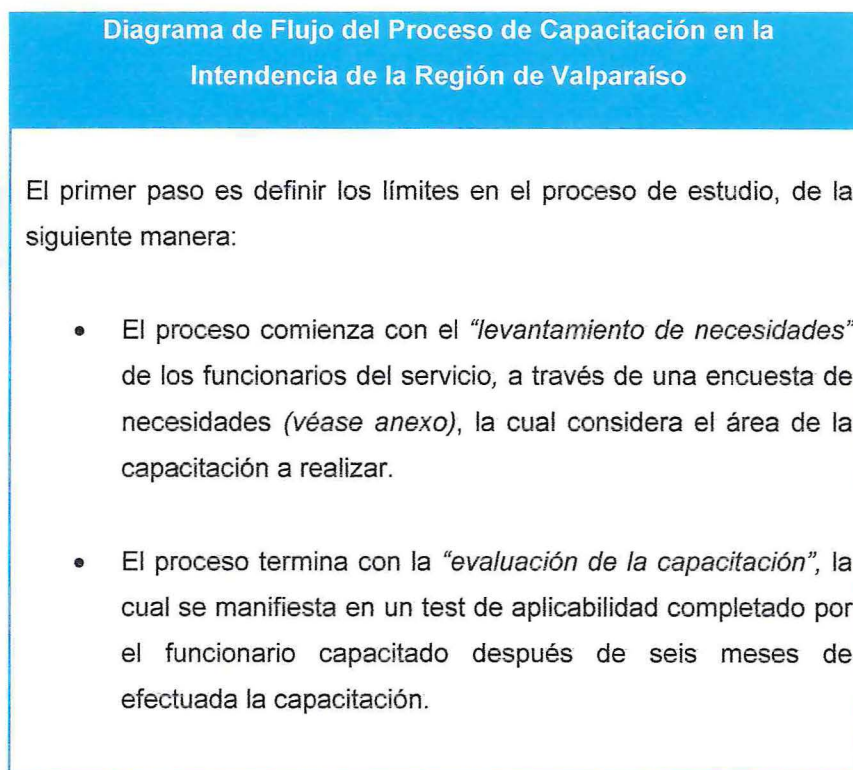 Diagrama de Flujo del Proceso de Capacitación en la
Intendencia de la Región de Valparaíso
El primer paso es definir los límites en el proceso de estudio, de la
siguiente manera:
• El proceso comienza con el "levantamiento de necesidades"
de los funcionarios del servicio, a través de una encuesta de
necesidades (véase anexo), la cual considera el área de la
capacitación a realizar.
• El proceso termina con la "evaluación de la capacitación", la
cual se manifiesta en un test de aplicabilidad completado por
el funcionario capacitado después de seis meses de
efectuada la capacitación.